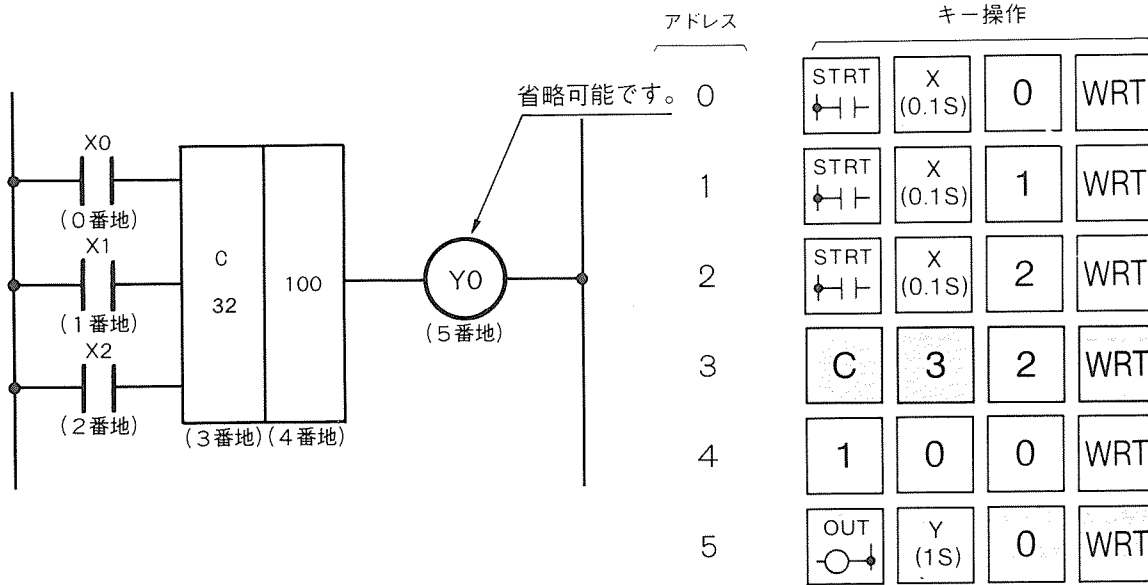 アドレス
キー操作
省略可能です。
0 STRT X (0.1S) 0 WRT
X0
(0番地)
1 STRT X (0.1S) 1 WRT
X1
(1番地)
C 32 100
Y0
(5番地)
2 STRT X (0.1S) 2 WRT
X2
(2番地)
(3番地) (4番地)
3 C 3 2 WRT
4 1 0 0 WRT
5 OUT Y (1S) 0 WRT